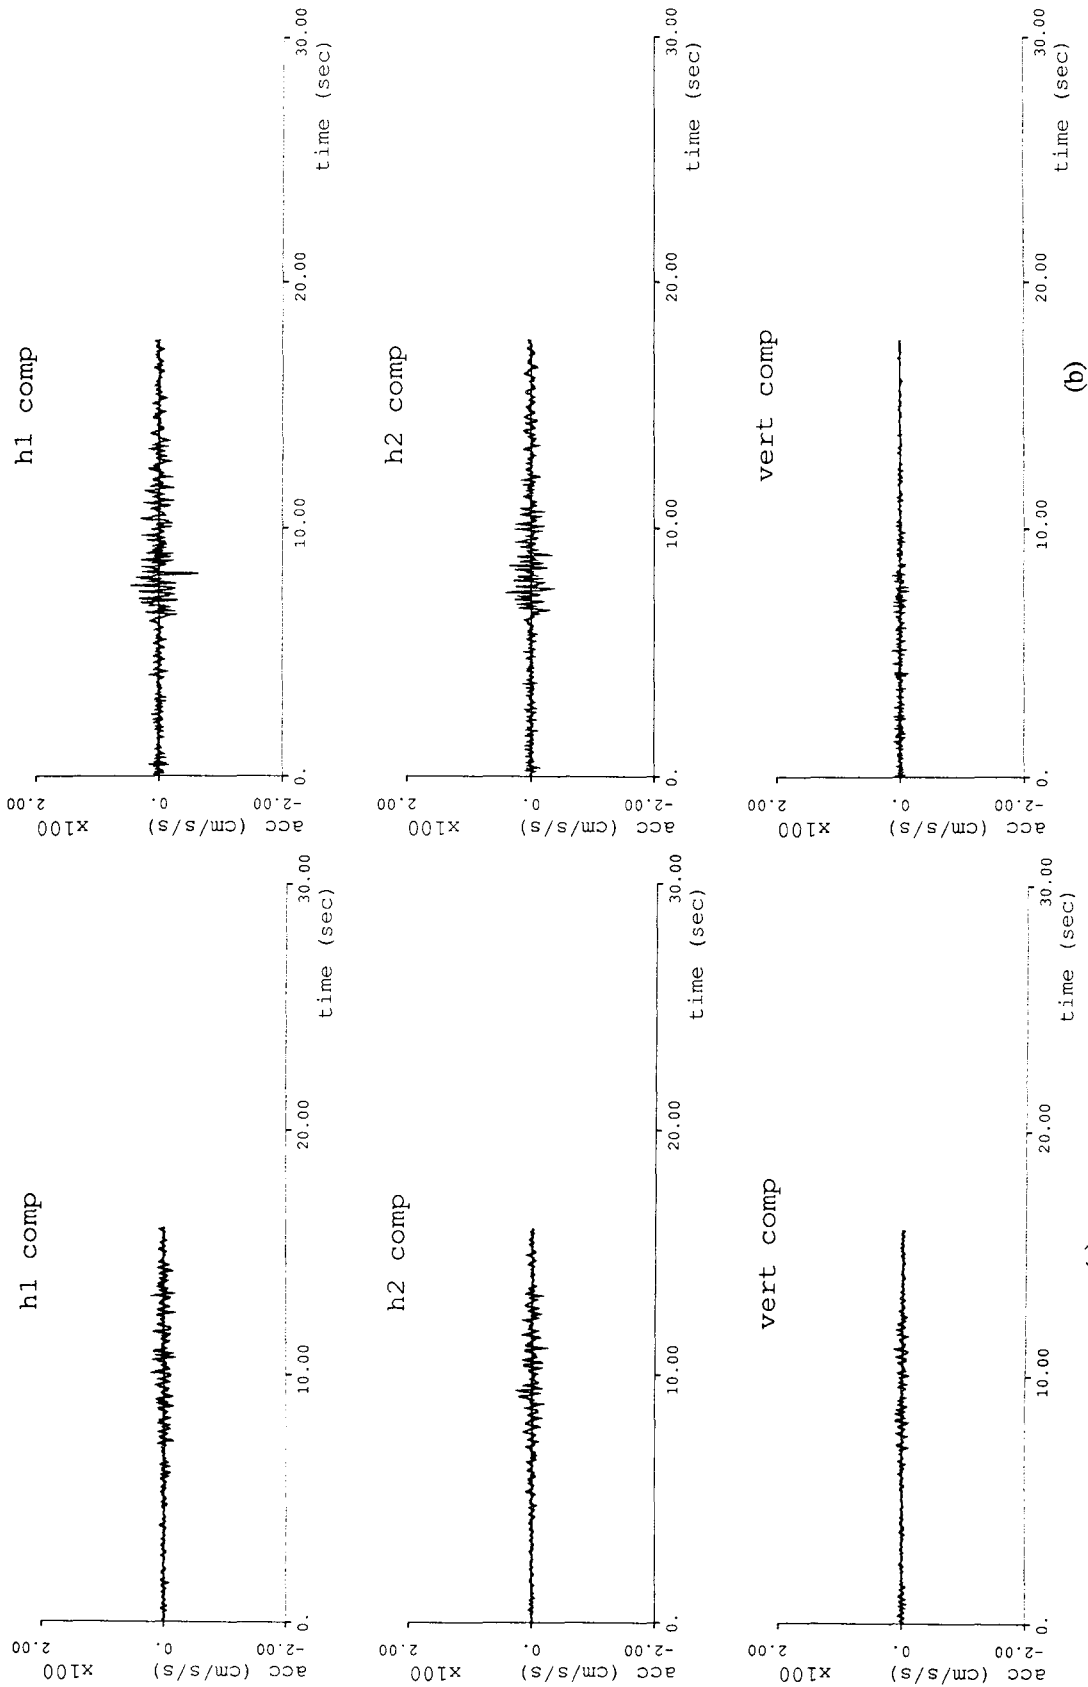 h1 comp
x100
2.00
0.
-2.00
acc (cm/s/s)
0. 10.00 20.00 30.00
time (sec)
h1 comp
x100
2.00
0.
-2.00
acc (cm/s/s)
0. 10.00 20.00 30.00
time (sec)
h2 comp
x100
2.00
0.
-2.00
acc (cm/s/s)
0. 10.00 20.00 30.00
time (sec)
h2 comp
x100
2.00
0.
-2.00
acc (cm/s/s)
0. 10.00 20.00 30.00
time (sec)
vert comp
x100
2.00
0.
-2.00
acc (cm/s/s)
0. 10.00 20.00 30.00
time (sec)
vert comp
x100
2.00
0.
-2.00
acc (cm/s/s)
0. 10.00 20.00 30.00
time (sec)
(b)